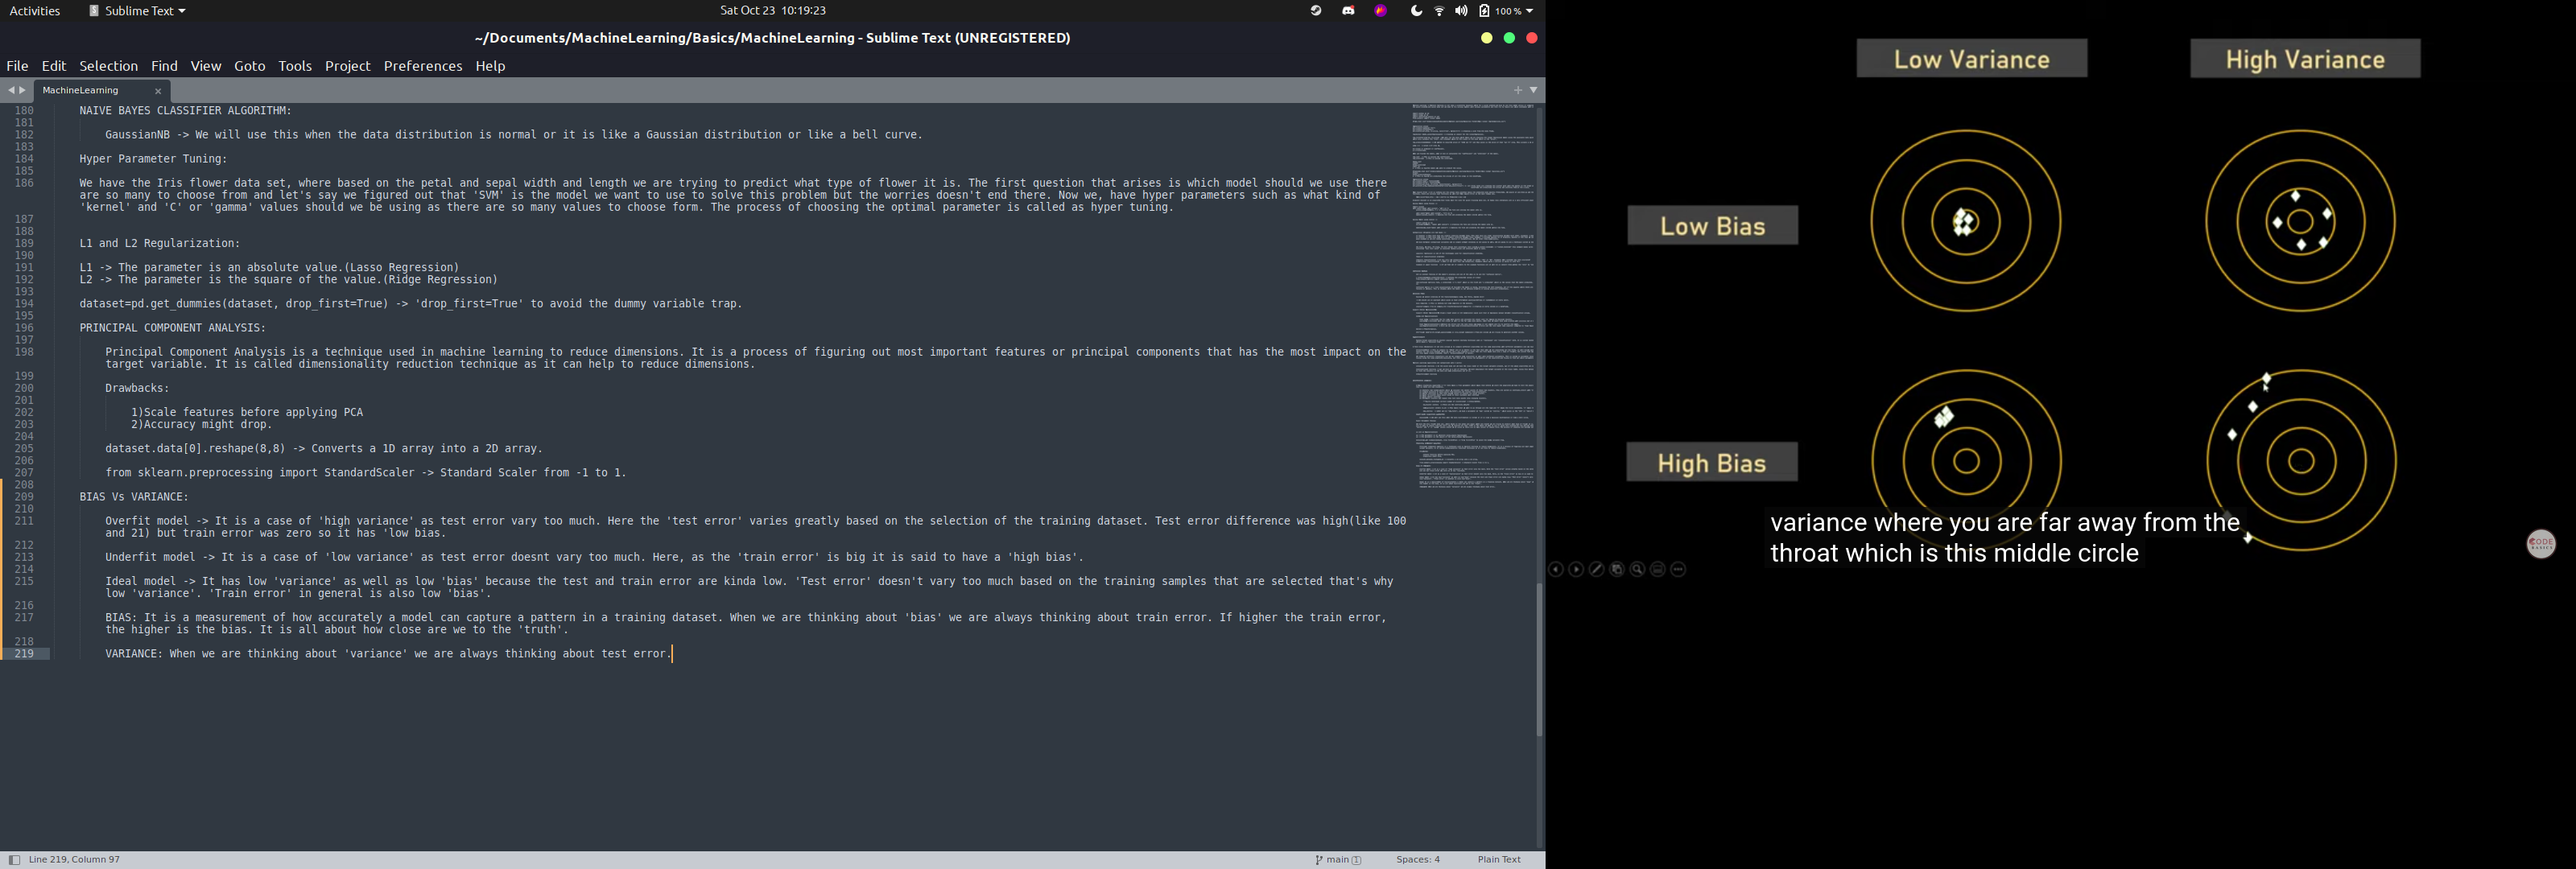 Activities
Sublime Text
Sat Oct 23 10:19:23
100 %
~/Documents/MachineLearning/Basics/MachineLearning - Sublime Text (UNREGISTERED)
File Edit Selection Find View Goto Tools Project Preferences Help
MachineLearning
180 NAIVE BAYES CLASSIFIER ALGORITHM:
181
182 GaussianNB -> We will use this when the data distribution is normal or it is like a Gaussian distribution or like a bell curve.
183
184 Hyper Parameter Tuning:
185
186 We have the Iris flower data set, where based on the petal and sepal width and length we are trying to predict what type of flower it is. The first question that arises is which model should we use there
are so many to choose from and let's say we figured out that 'SVM' is the model we want to use to solve this problem but the worries doesn't end there. Now we, have hyper parameters such as what kind of
'kernel' and 'C' or 'gamma' values should we be using as there are so many values to choose form. The process of choosing the optimal parameter is called as hyper tuning.
187
188
189 L1 and L2 Regularization:
190
191 L1 -> The parameter is an absolute value.(Lasso Regression)
192 L2 -> The parameter is the square of the value.(Ridge Regression)
193
194 dataset=pd.get_dummies(dataset, drop_first=True) -> 'drop_first=True' to avoid the dummy variable trap.
195
196 PRINCIPAL COMPONENT ANALYSIS:
197
198 Principal Component Analysis is a technique used in machine learning to reduce dimensions. It is a process of figuring out most important features or principal components that has the most impact on the
target variable. It is called dimensionality reduction technique as it can help to reduce dimensions.
199
200 Drawbacks:
201
202 1)Scale features before applying PCA
203 2)Accuracy might drop.
204
205 dataset.data[0].reshape(8,8) -> Converts a 1D array into a 2D array.
206
207 from sklearn.preprocessing import StandardScaler -> Standard Scaler from -1 to 1.
208
209 BIAS Vs VARIANCE:
210
211 Overfit model -> It is a case of 'high variance' as test error vary too much. Here the 'test error' varies greatly based on the selection of the training dataset. Test error difference was high(like 100
and 21) but train error was zero so it has 'low bias.
212
213 Underfit model -> It is a case of 'low variance' as test error doesnt vary too much. Here, as the 'train error' is big it is said to have a 'high bias'.
214
215 Ideal model -> It has low 'variance' as well as low 'bias' because the test and train error are kinda low. 'Test error' doesn't vary too much based on the training samples that are selected that's why
low 'variance'. 'Train error' in general is also low 'bias'.
216
217 BIAS: It is a measurement of how accurately a model can capture a pattern in a training dataset. When we are thinking about 'bias' we are always thinking about train error. If higher the train error,
the higher is the bias. It is all about how close are we to the 'truth'.
218
219 VARIANCE: When we are thinking about 'variance' we are always thinking about test error.
Line 219, Column 97
main 1
Spaces: 4
Plain Text
Low Variance
High Variance
Low Bias
High Bias
variance where you are far away from the
throat which is this middle circle
CODE
BASICS